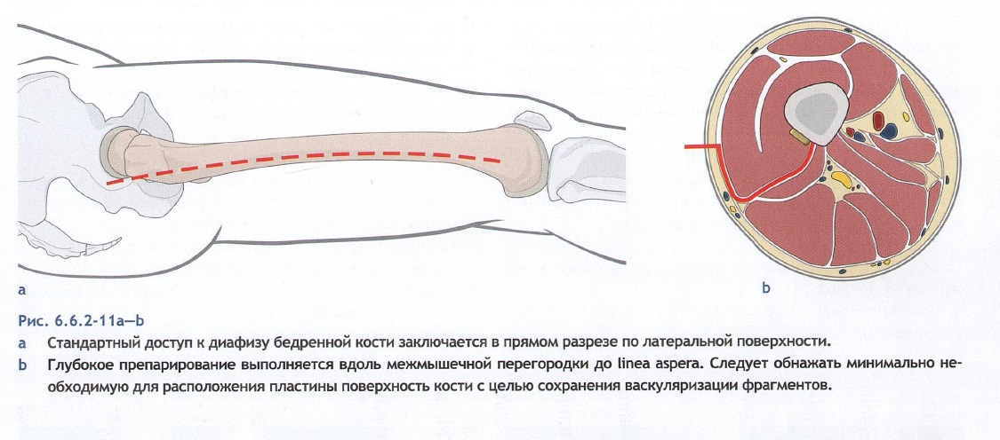 a
b
Рис. 6.6.2-11a—b
a Стандартный доступ к диафизу бедренной кости заключается в прямом разрезе по латеральной поверхности.
b Глубокое препарирование выполняется вдоль межмышечной перегородки до linea aspera. Следует обнажать минимально не-
обходимую для расположения пластины поверхность кости с целью сохранения васкуляризации фрагментов.